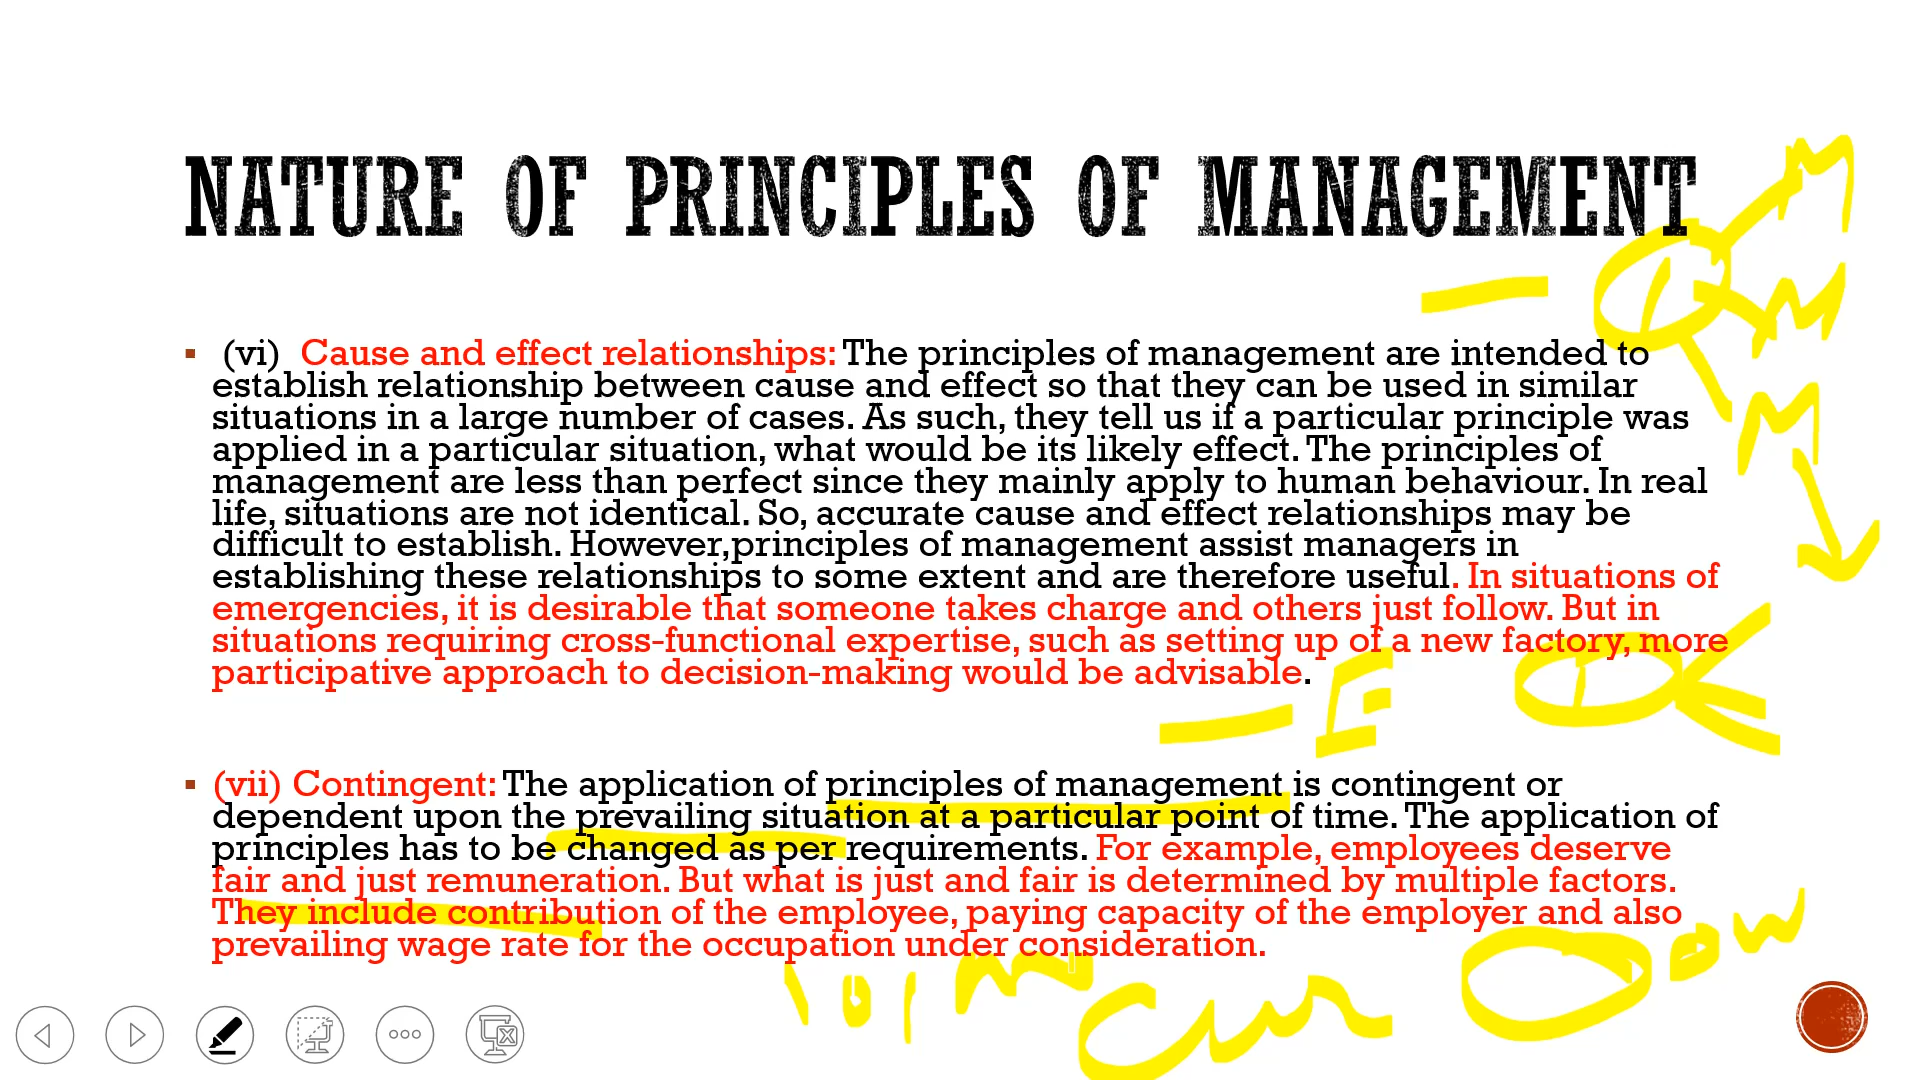 NATURE OF PRINCIPLES OF MANAGEMENT
(vi) Cause and effect relationships: The principles of management are intended to
establish relationship between cause and effect so that they can be used in similar
situations in a large number of cases. As such, they tell us if a particular principle was
applied in a particular situation, what would be its likely effect. The principles of
management are less than perfect since they mainly apply to human behaviour. In real
life, situations are not identical. So, accurate cause and effect relationships may be
difficult to establish. However,principles of management assist managers in
establishing these relationships to some extent and are therefore useful. In situations of
emergencies, it is desirable that someone takes charge and others just follow. But in
situations requiring cross-functional expertise, such as setting up of a new factory, more
participative approach to decision-making would be advisable.
(vii) Contingent: The application of principles of management is contingent or
dependent upon the prevailing situation at a particular point of time. The application of
principles has to be changed as per requirements. For example, employees deserve
fair and just remuneration. But what is just and fair is determined by multiple factors.
They include contribution of the employee, paying capacity of the employer and also
prevailing wage rate for the occupation under consideration.